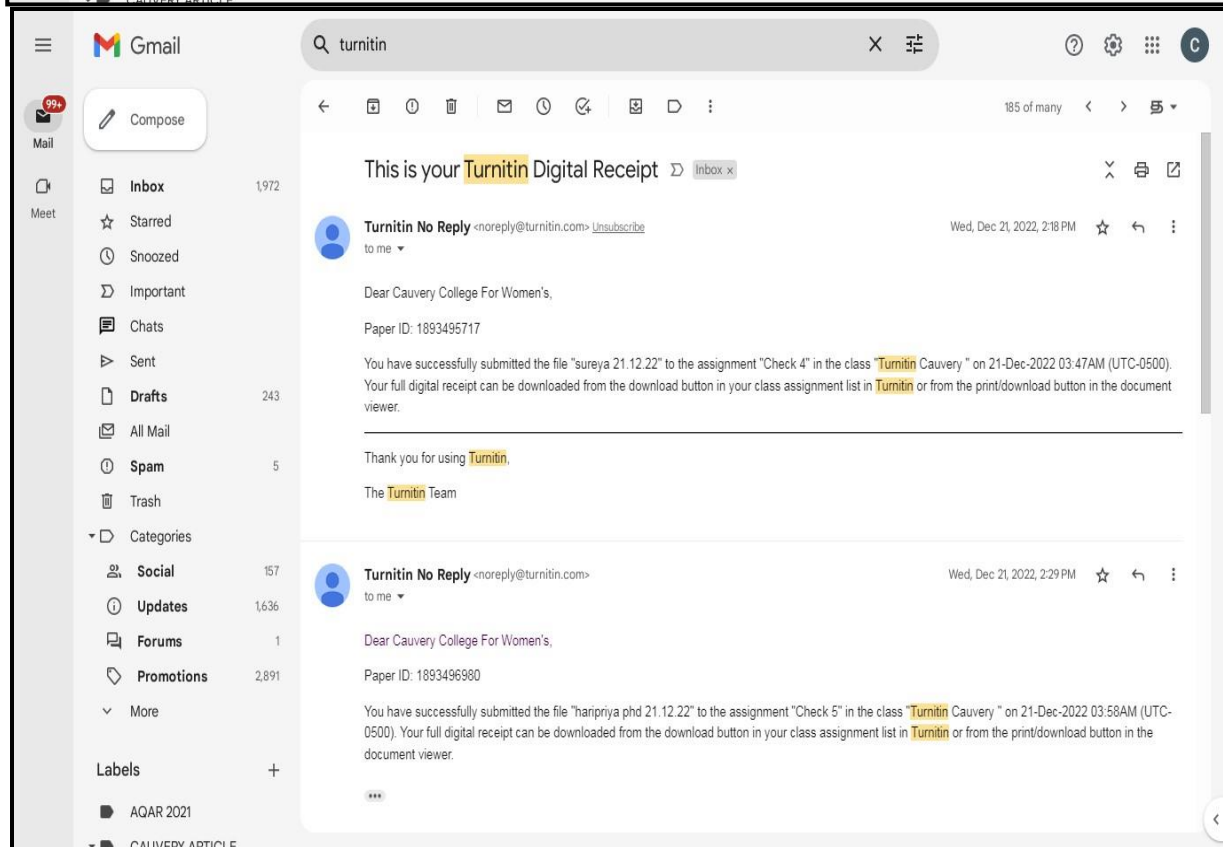 CAUVERY ARTICLE
Gmail
turnitin
C
99+
Mail
Meet
Compose
185 of many
This is your Turnitin Digital Receipt
Inbox x
Inbox 1,972
Starred
Snoozed
Important
Chats
Sent
Drafts 243
All Mail
Spam 5
Trash
Categories
Social 157
Updates 1,636
Forums 1
Promotions 2,891
More
Labels +
AQAR 2021
CAUVERY ARTICLE
Turnitin No Reply <noreply@turnitin.com> Unsubscribe
Wed, Dec 21, 2022, 2:18 PM
to me
Dear Cauvery College For Women's,
Paper ID: 1893495717
You have successfully submitted the file "sureya 21.12.22" to the assignment "Check 4" in the class "Turnitin Cauvery " on 21-Dec-2022 03:47AM (UTC-0500).
Your full digital receipt can be downloaded from the download button in your class assignment list in Turnitin or from the print/download button in the document
viewer.
Thank you for using Turnitin,
The Turnitin Team
Turnitin No Reply <noreply@turnitin.com>
Wed, Dec 21, 2022, 2:29 PM
to me
Dear Cauvery College For Women's,
Paper ID: 1893496980
You have successfully submitted the file "haripriya phd 21.12.22" to the assignment "Check 5" in the class "Turnitin Cauvery " on 21-Dec-2022 03:58AM (UTC-
0500). Your full digital receipt can be downloaded from the download button in your class assignment list in Turnitin or from the print/download button in the
document viewer.